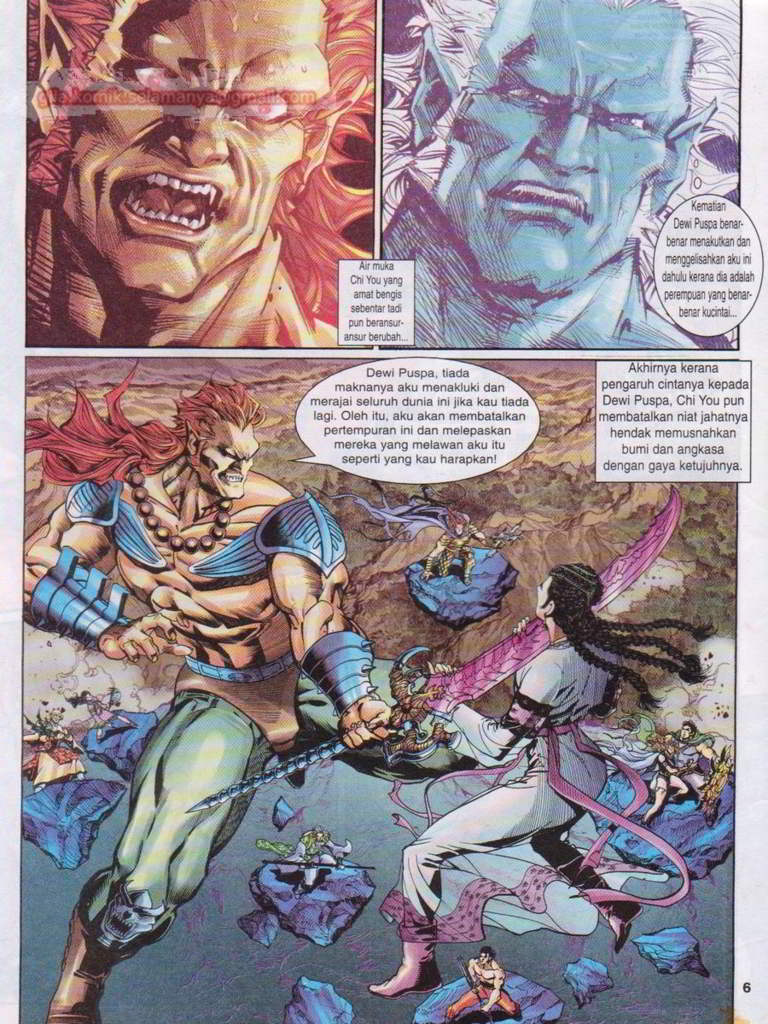 gua.komikselamanya@gmail.com
Air muka
Chi You yang
amat bengis
sebentar tadi
pun beransur-
ansur berubah...
Kematian
Dewi Puspa benar-
benar menakutkan dan
menggelisahkan aku ini
dahulu kerana dia adalah
perempuan yang benar-
benar kucintai...
Dewi Puspa, tiada
maknanya aku menakluki dan
merajai seluruh dunia ini jika kau tiada
lagi. Oleh itu, aku akan membatalkan
pertempuran ini dan melepaskan
mereka yang melawan aku itu
seperti yang kau harapkan!
Akhirnya kerana
pengaruh cintanya kepada
Dewi Puspa, Chi You pun
membatalkan niat jahatnya
hendak memusnahkan
bumi dan angkasa
dengan gaya ketujuhnya.
6